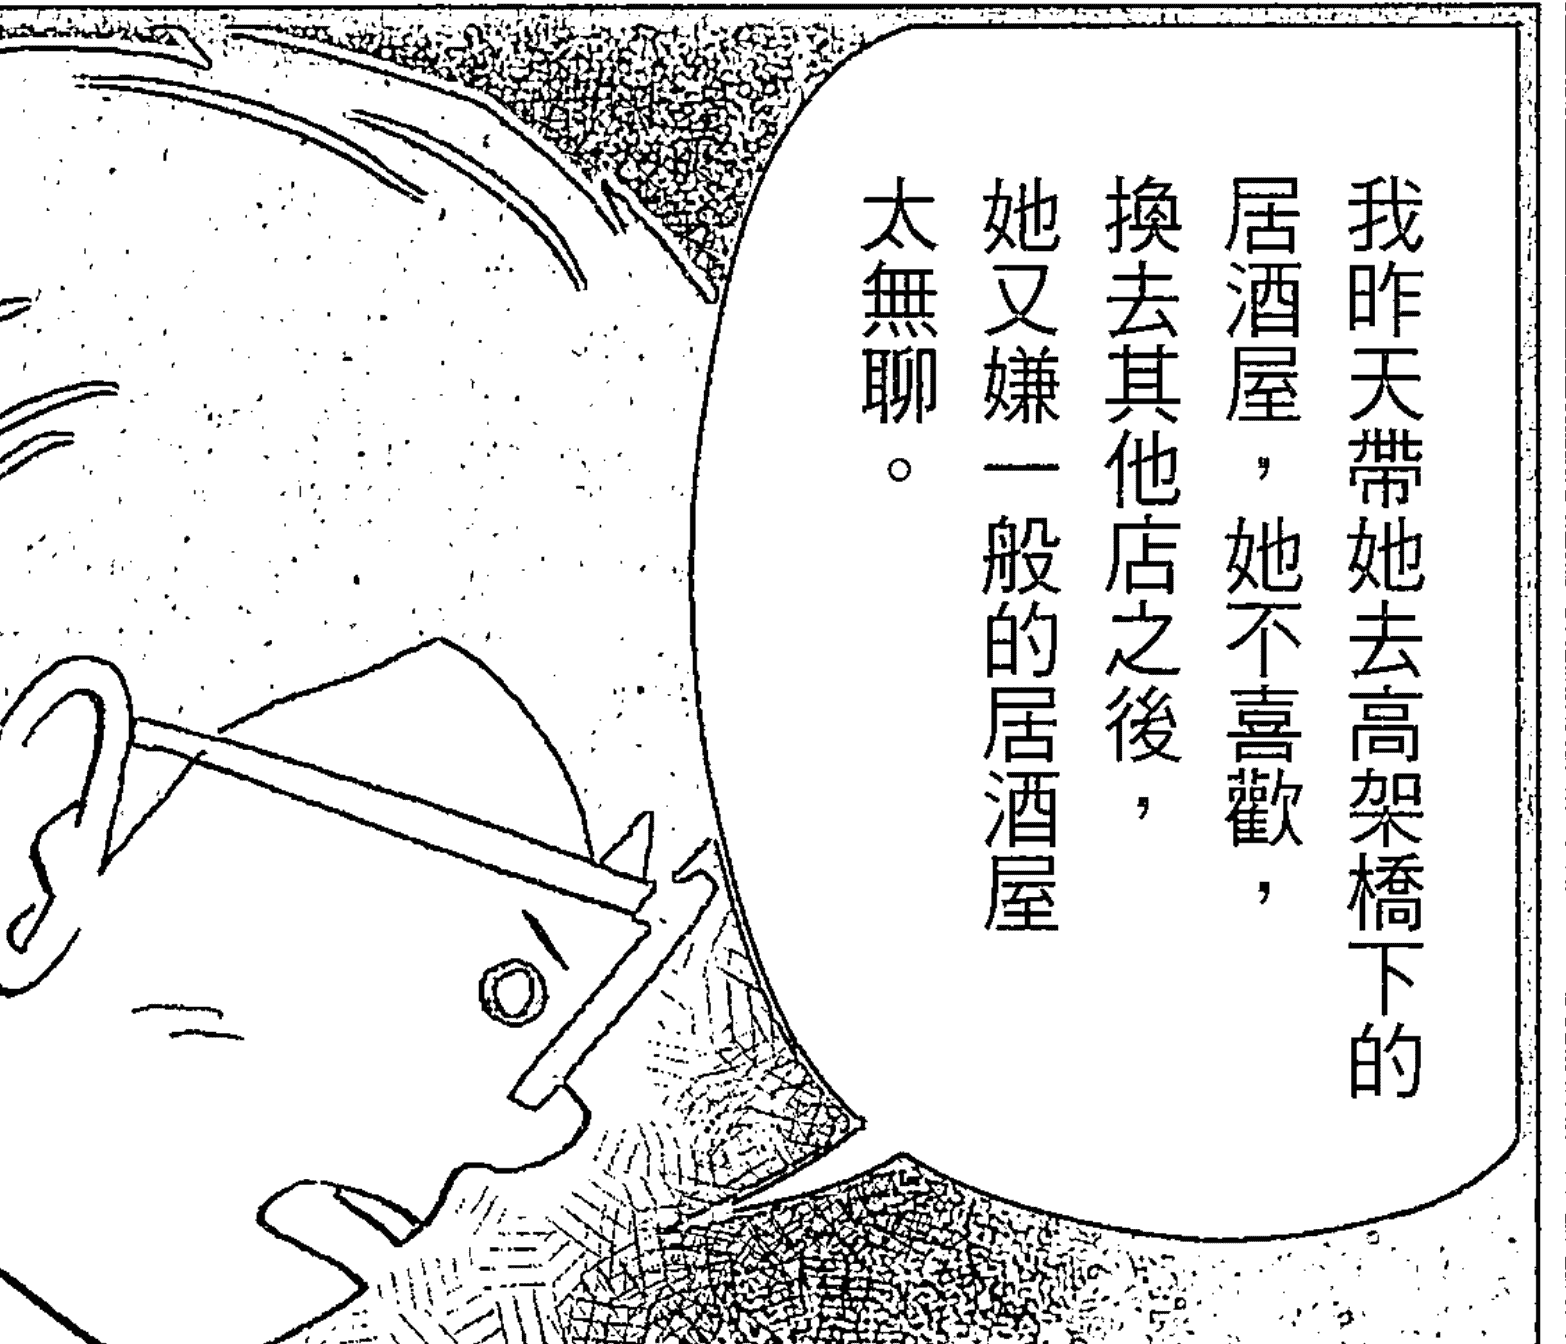 我昨天帶她去高架橋下的
居酒屋，她不喜歡，
換去其他店之後，
她又嫌一般的居酒屋
太無聊。